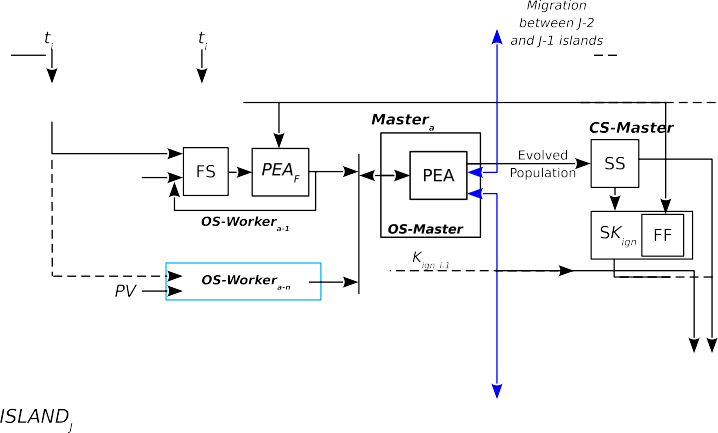 Migration
between J-2
and J-1 islands
t_i
t_i
Master_a
CS-Master
FS
PEA_F
PEA
Evolved
Population
SS
OS-Worker_a-1
OS-Master
SK_ign
FF
K_ign i-1
PV
OS-Worker_a-n
ISLAND_J